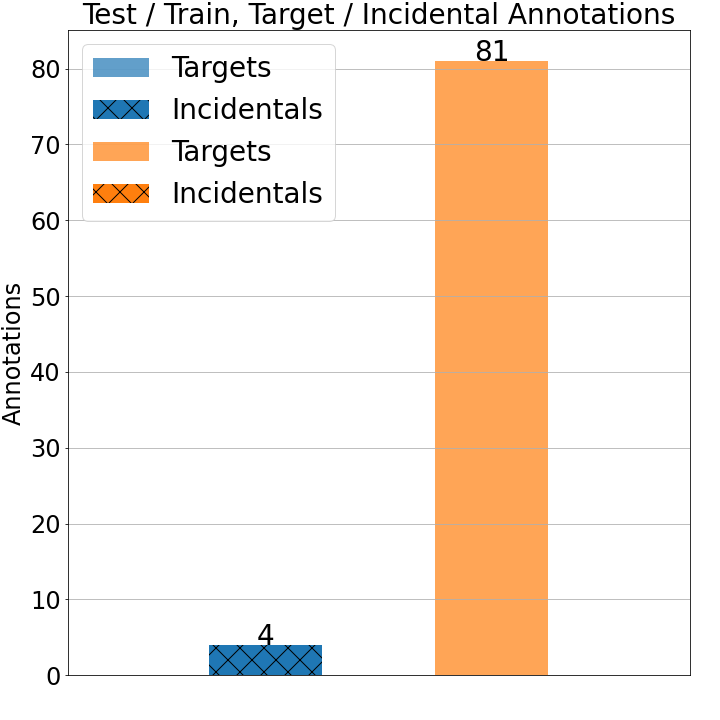 Test / Train, Target / Incidental Annotations
Targets
Incidentals
Targets
Incidentals
81
4
Annotations
80
70
60
50
40
30
20
10
0